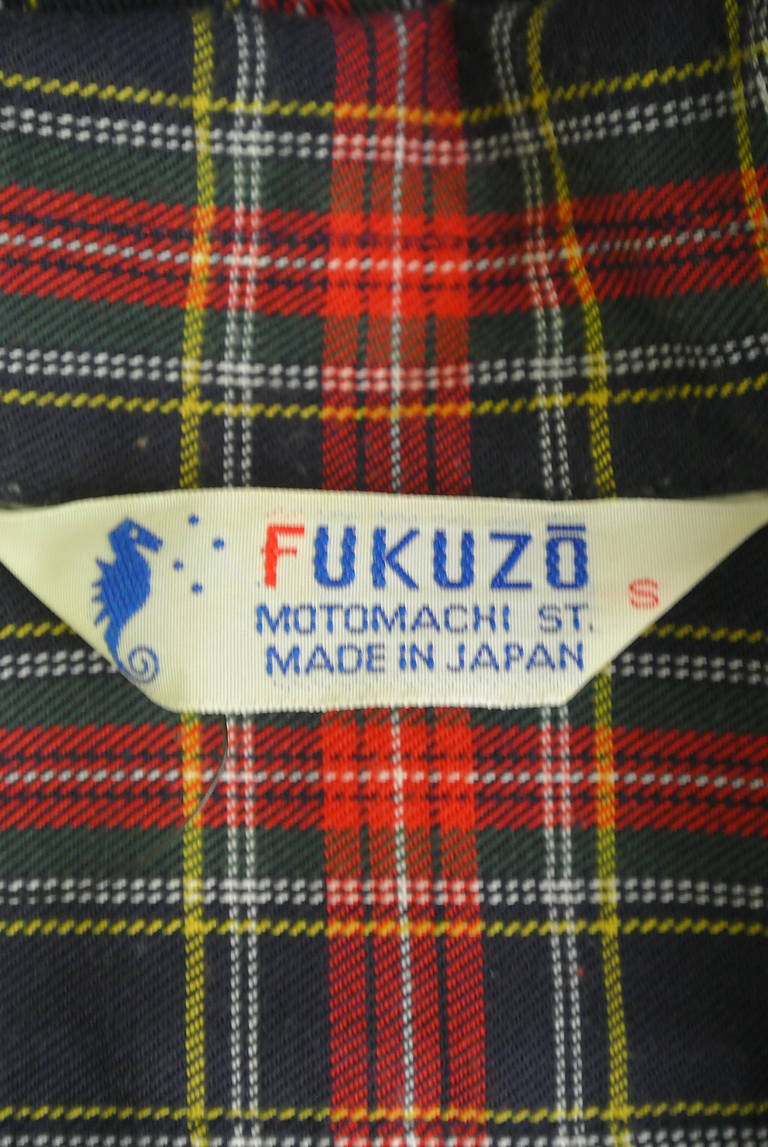 FUKUZŌ
S
MOTOMACHI ST.
MADE IN JAPAN